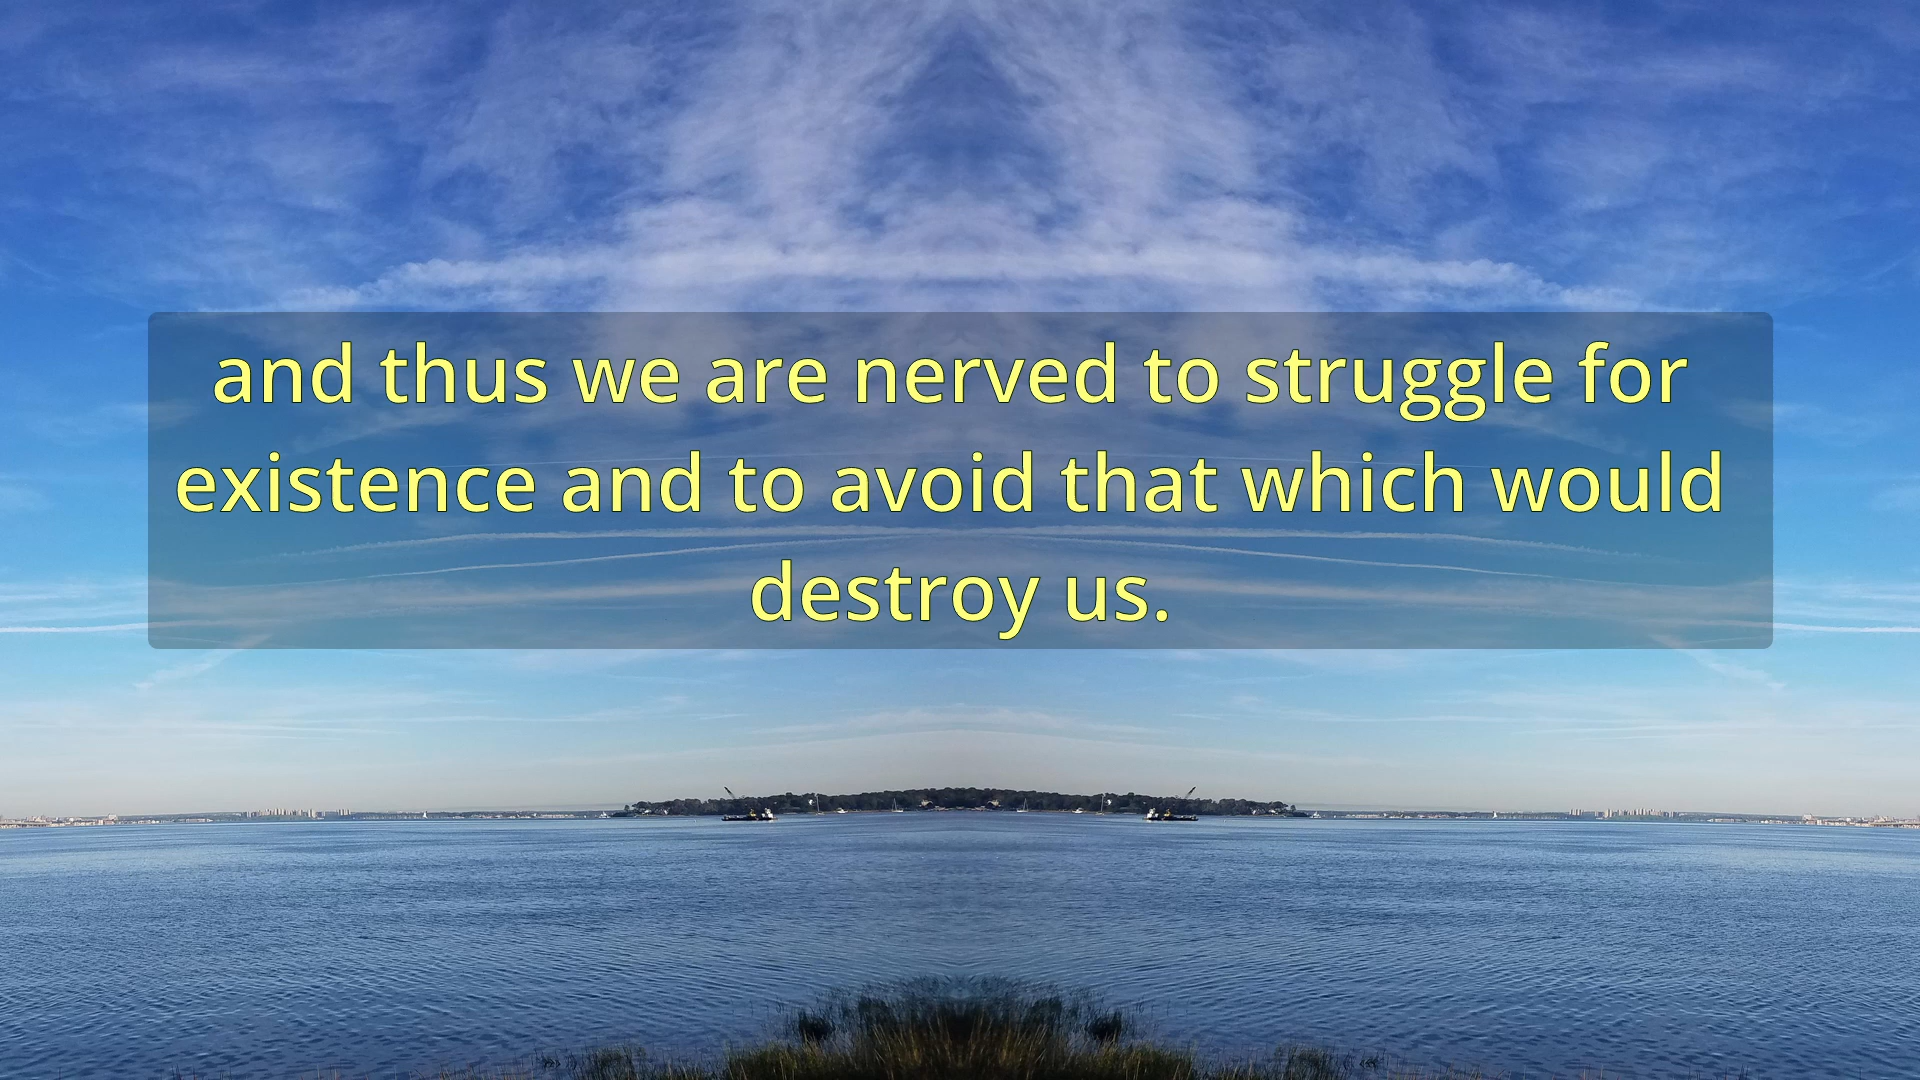 and thus we are nerved to struggle for
existence and to avoid that which would
destroy us.